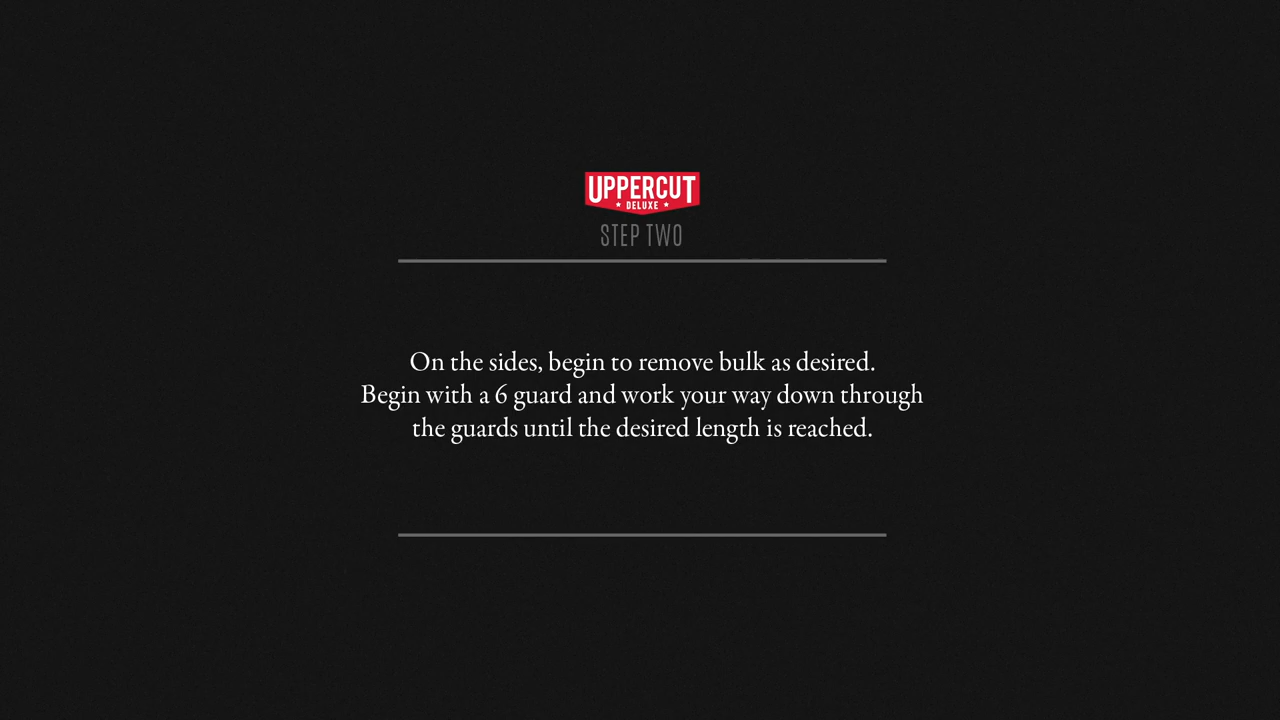 UPPERCUT
DELUXE
STEP TWO
On the sides, begin to remove bulk as desired.
Begin with a 6 guard and work your way down through
the guards until the desired length is reached.